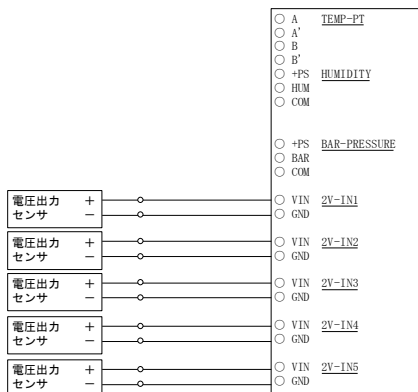 A TEMP-PT
A'
B
B'
+PS HUMIDITY
HUM
COM
+PS BAR-PRESSURE
BAR
COM
電圧出力 + VIN 2V-IN1
センサ － GND
電圧出力 + VIN 2V-IN2
センサ － GND
電圧出力 + VIN 2V-IN3
センサ － GND
電圧出力 + VIN 2V-IN4
センサ － GND
電圧出力 + VIN 2V-IN5
センサ － GND